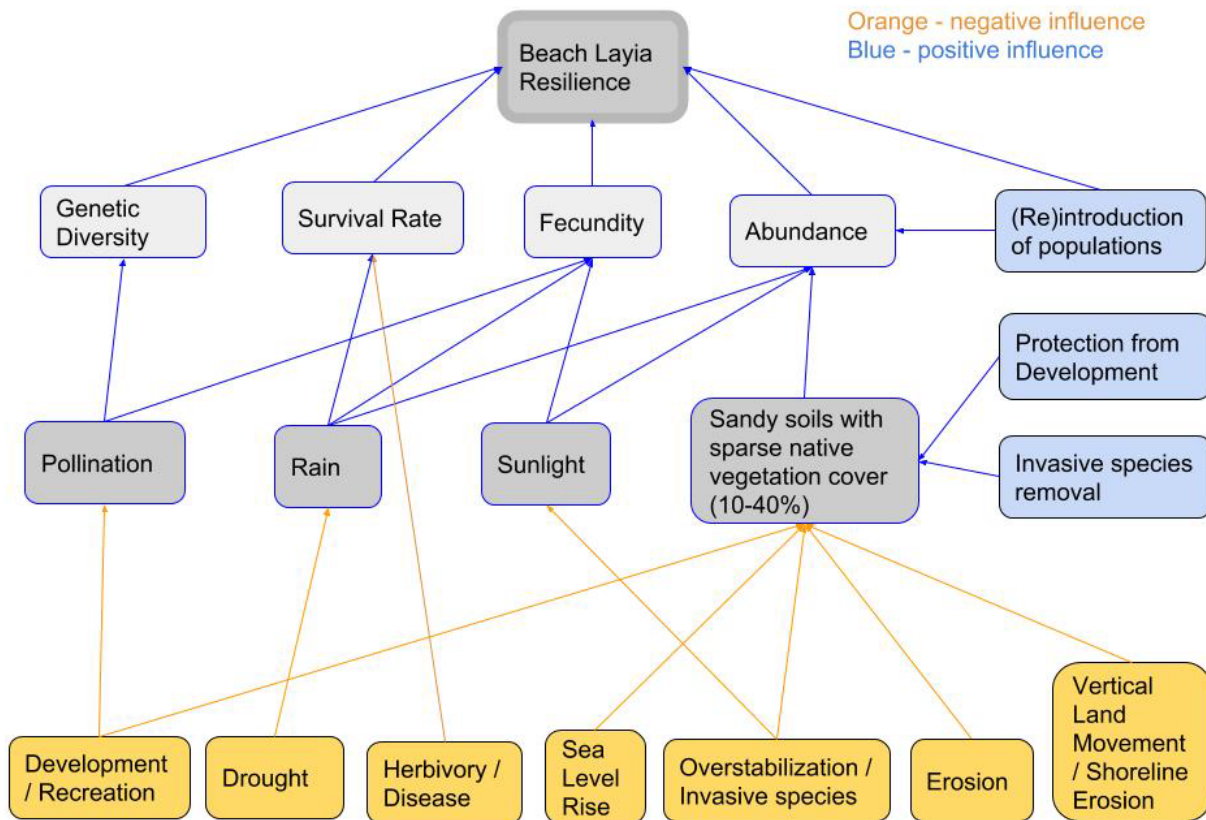 Orange - negative influence
Blue - positive influence
Beach Layia
Resilience
Genetic
Diversity
Survival Rate
Fecundity
Abundance
(Re)introduction
of populations
Protection from
Development
Invasive species
removal
Pollination
Rain
Sunlight
Sandy soils with
sparse native
vegetation cover
(10-40%)
Development
/ Recreation
Drought
Herbivory /
Disease
Sea
Level
Rise
Overstabilization /
Invasive species
Erosion
Vertical
Land
Movement
/ Shoreline
Erosion